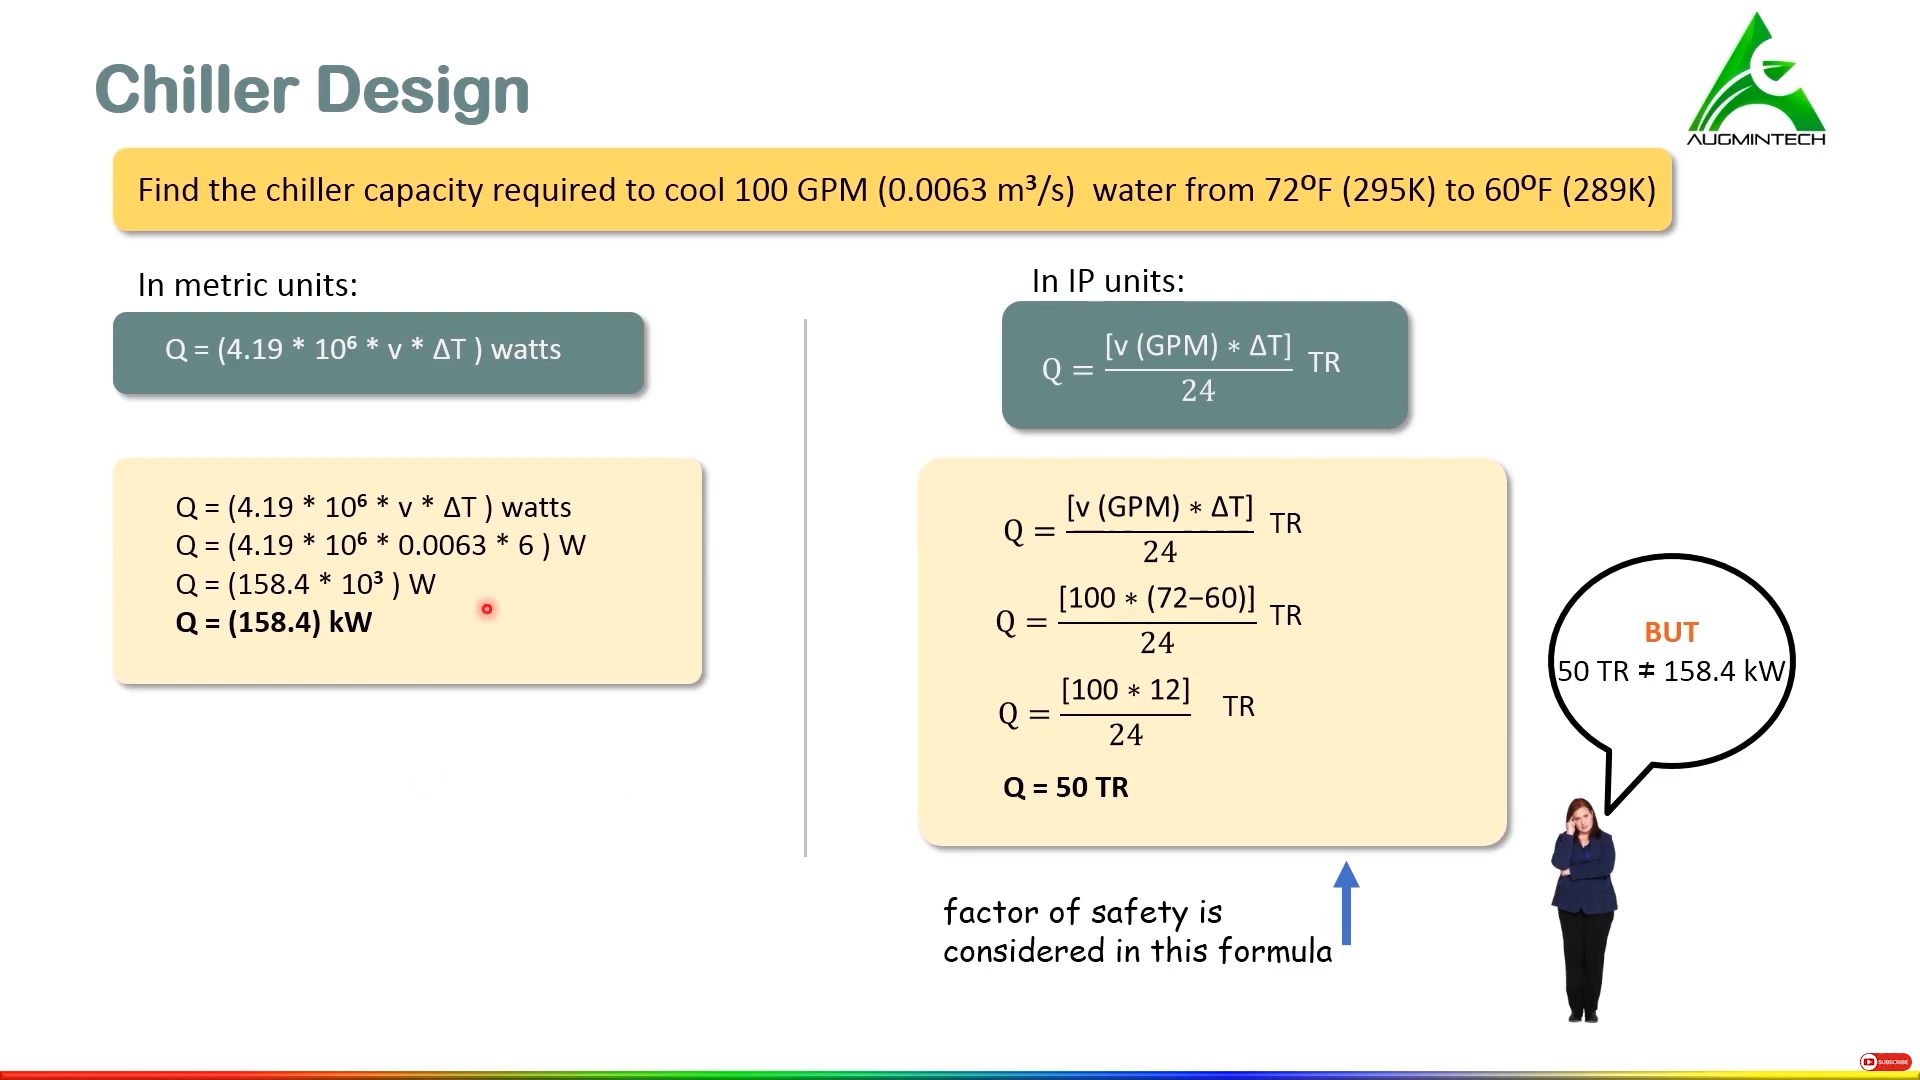 Chiller Design
AUGMINTECH
Find the chiller capacity required to cool 100 GPM (0.0063 m³/s) water from 72⁰F (295K) to 60⁰F (289K)
In metric units:
Q = (4.19 * 10⁶ * v * ΔT ) watts
Q = (4.19 * 10⁶ * v * ΔT ) watts
Q = (4.19 * 10⁶ * 0.0063 * 6 ) W
Q = (158.4 * 10³ ) W
Q = (158.4) kW
In IP units:
Q = [v (GPM) ∗ ΔT] / 24 TR
Q = [v (GPM) ∗ ΔT] / 24 TR
Q = [100 ∗ (72−60)] / 24 TR
Q = [100 ∗ 12] / 24 TR
Q = 50 TR
factor of safety is
considered in this formula
BUT
50 TR ≠ 158.4 kW
SUBSCRIBE